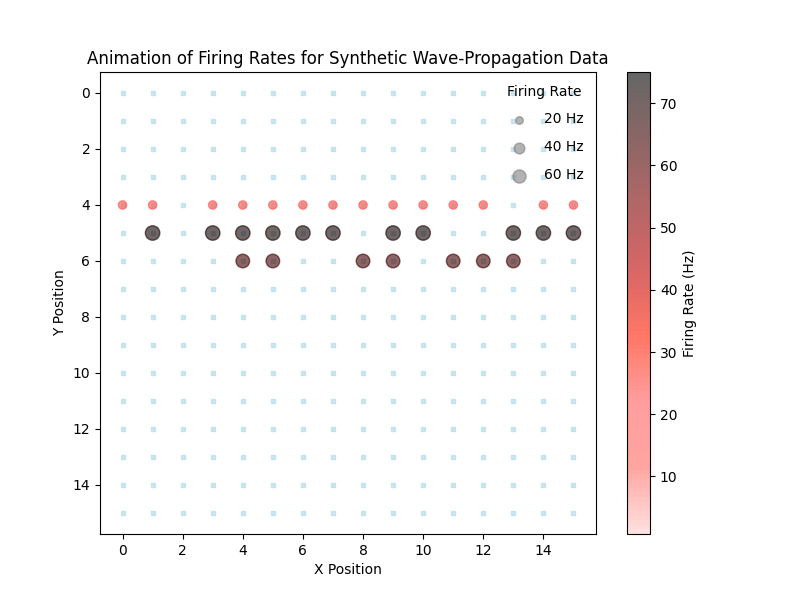 Animation of Firing Rates for Synthetic Wave-Propagation Data
Firing Rate
20 Hz
40 Hz
60 Hz
0
2
4
6
8
10
12
14
Y Position
0
2
4
6
8
10
12
14
X Position
70
60
50
40
30
20
10
Firing Rate (Hz)